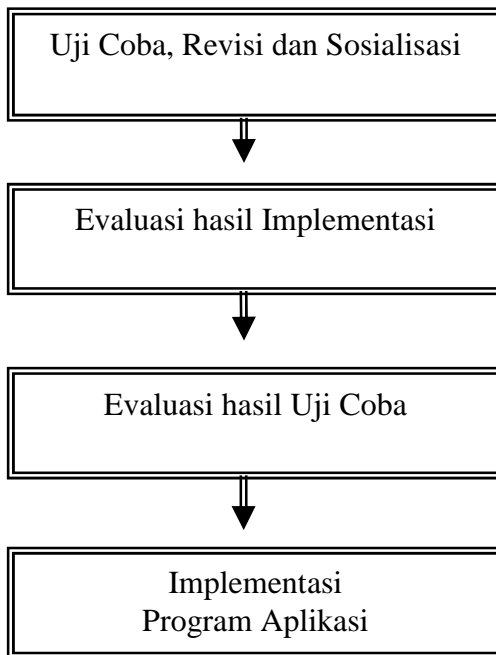 Uji Coba, Revisi dan Sosialisasi
Evaluasi hasil Implementasi
Evaluasi hasil Uji Coba
Implementasi
Program Aplikasi